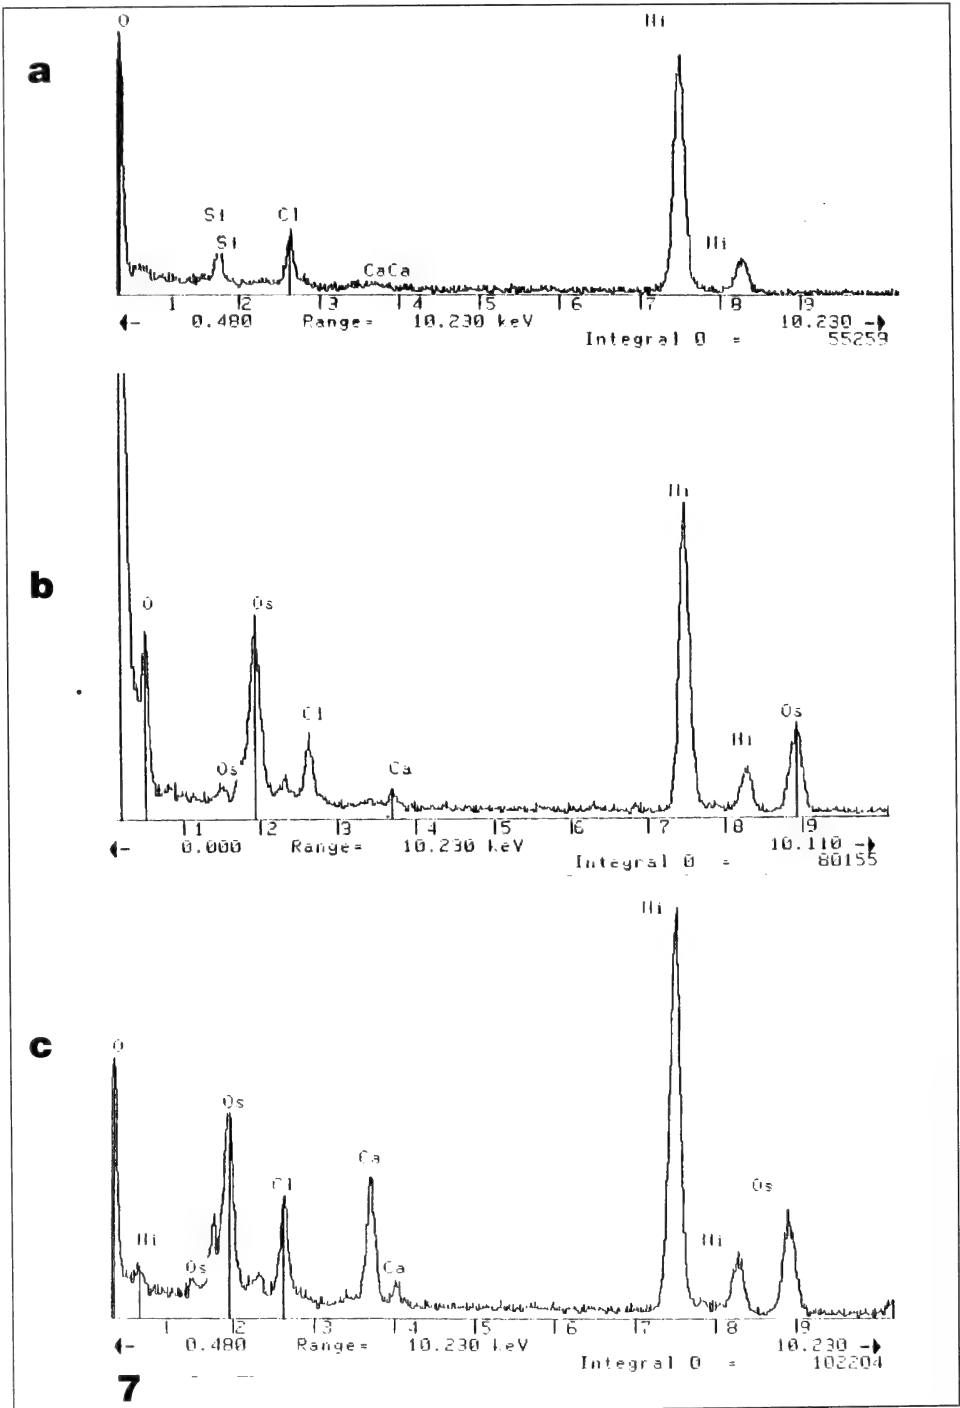 O Ni
a
Si Cl
Si Ni
CaCa
1 2 3 4 5 6 7 8 9
0.480 Range= 10.230 keV 10.230
Integral 0 = 55259
Ni
b
O Os
Cl Os
Ni
Os Ca
1 2 3 4 5 6 7 8 9
0.000 Range= 10.230 keV 10.110
Integral 0 = 80155
Ni
c
O
Os
Ca
Cl Os
Ni Ni
Os Ca
1 2 3 4 5 6 7 8 9
0.480 Range= 10.230 keV 10.230
Integral 0 = 102204
7